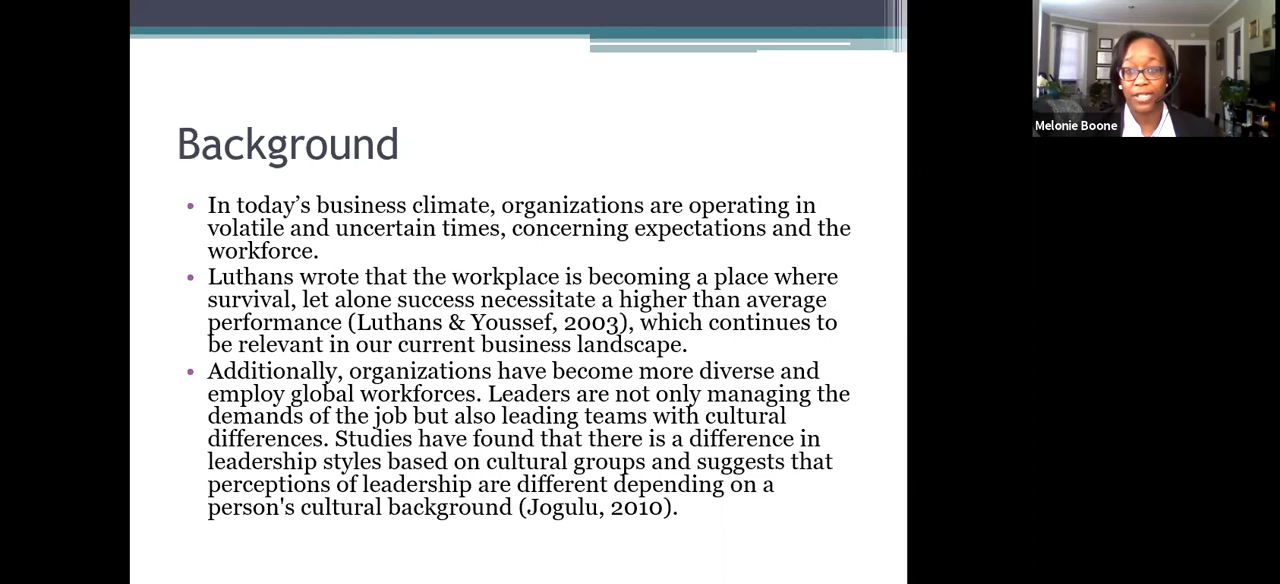 Background
• In today’s business climate, organizations are operating in
volatile and uncertain times, concerning expectations and the
workforce.
• Luthans wrote that the workplace is becoming a place where
survival, let alone success necessitate a higher than average
performance (Luthans & Youssef, 2003), which continues to
be relevant in our current business landscape.
• Additionally, organizations have become more diverse and
employ global workforces. Leaders are not only managing the
demands of the job but also leading teams with cultural
differences. Studies have found that there is a difference in
leadership styles based on cultural groups and suggests that
perceptions of leadership are different depending on a
person's cultural background (Jogulu, 2010).
Melonie Boone